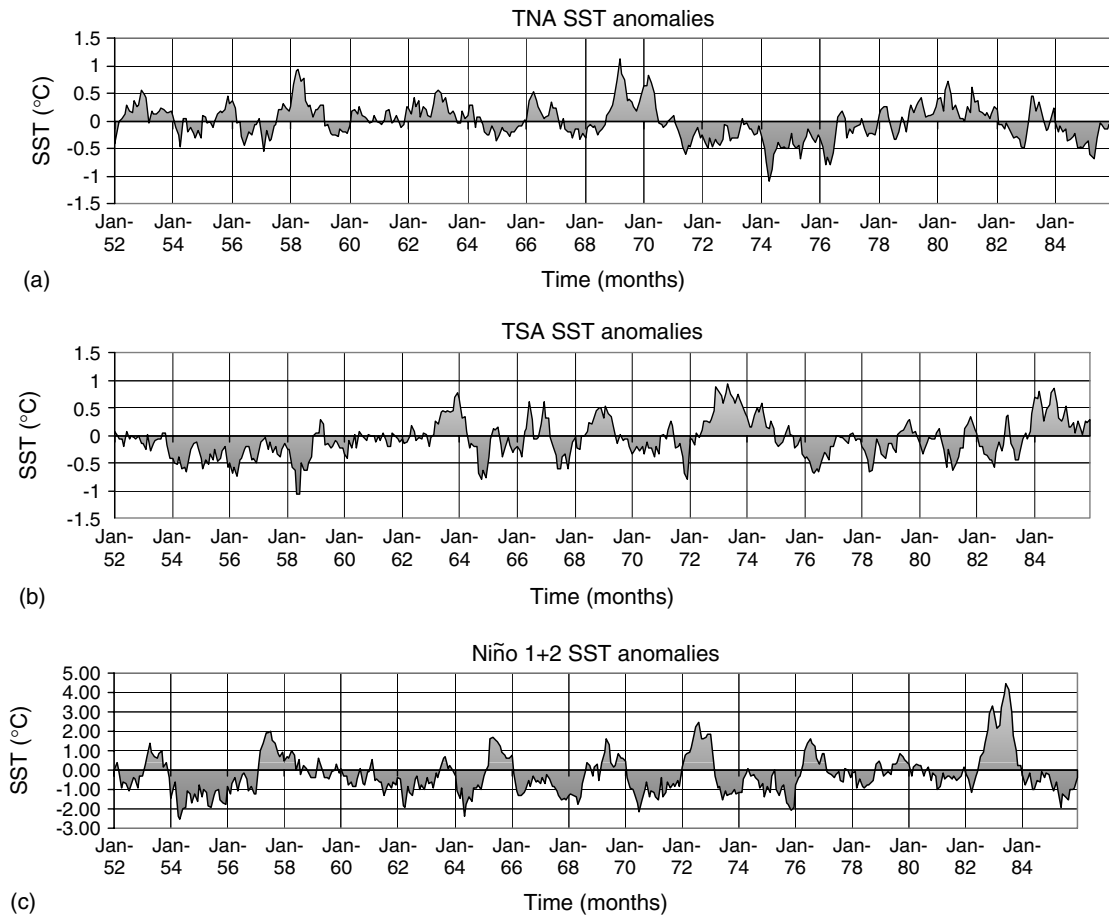 TNA SST anomalies
1.5
1
0.5
0
-0.5
-1
-1.5
SST (°C)
Jan- Jan- Jan- Jan- Jan- Jan- Jan- Jan- Jan- Jan- Jan- Jan- Jan- Jan- Jan- Jan- Jan-
52 54 56 58 60 62 64 66 68 70 72 74 76 78 80 82 84
Time (months)
(a)
TSA SST anomalies
1.5
1
0.5
0
-0.5
-1
-1.5
SST (°C)
Jan- Jan- Jan- Jan- Jan- Jan- Jan- Jan- Jan- Jan- Jan- Jan- Jan- Jan- Jan- Jan- Jan-
52 54 56 58 60 62 64 66 68 70 72 74 76 78 80 82 84
Time (months)
(b)
Niño 1+2 SST anomalies
5.00
4.00
3.00
2.00
1.00
0.00
-1.00
-2.00
-3.00
SST (°C)
Jan- Jan- Jan- Jan- Jan- Jan- Jan- Jan- Jan- Jan- Jan- Jan- Jan- Jan- Jan- Jan- Jan-
52 54 56 58 60 62 64 66 68 70 72 74 76 78 80 82 84
Time (months)
(c)